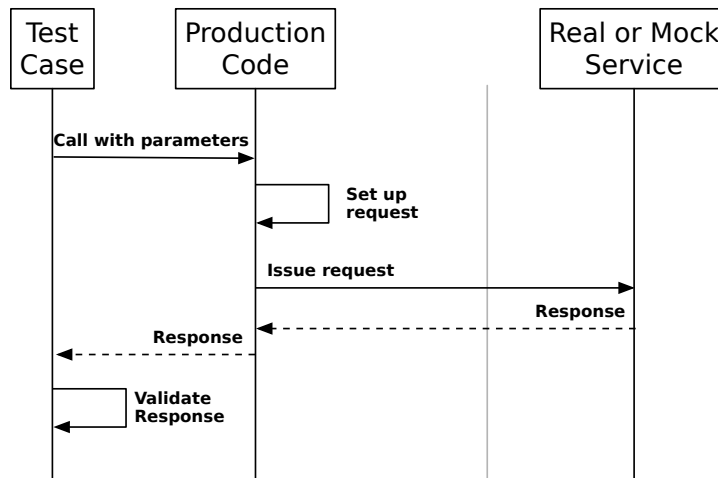 Test
Case
Production
Code
Real or Mock
Service
Call with parameters
Set up
request
Issue request
Response
Response
Validate
Response